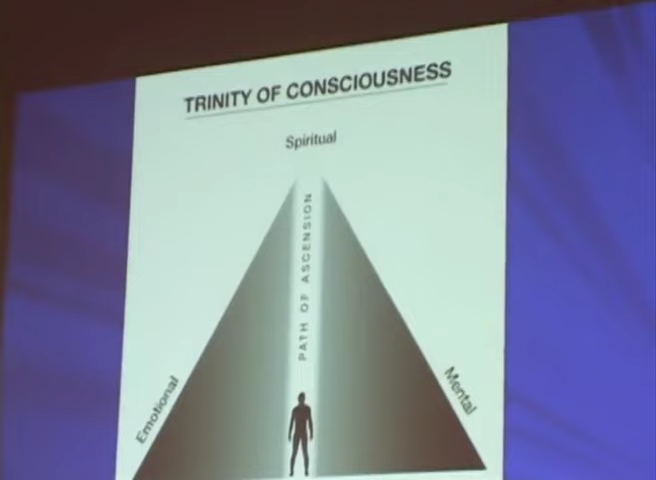 TRINITY OF CONSCIOUSNESS
Spiritual
PATH OF ASCENSION
Emotional
Mental